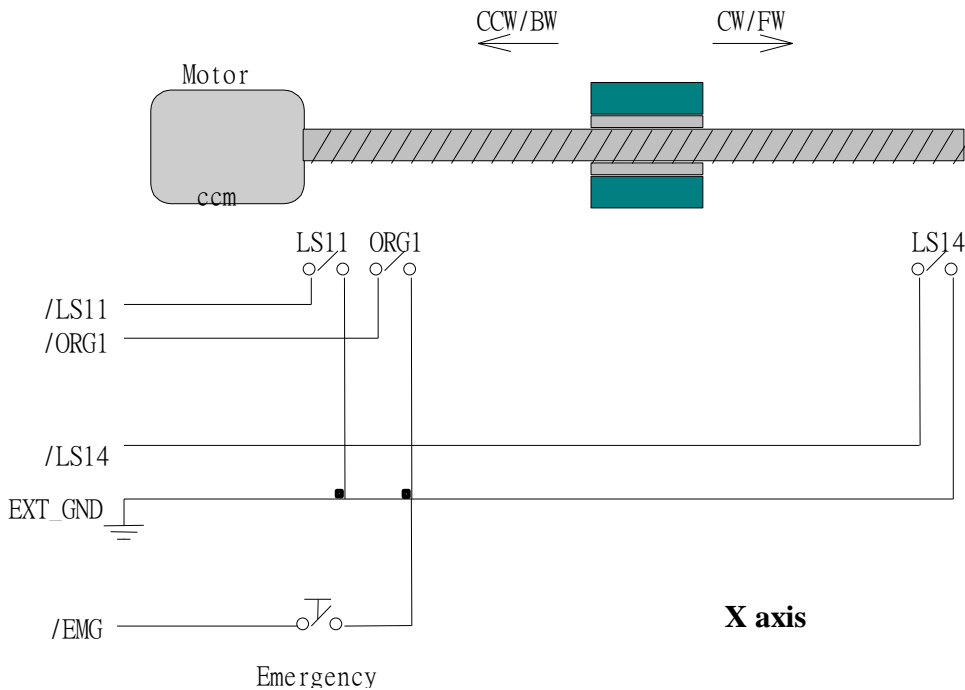 CCW/BW
CW/FW
Motor
ccm
LS11
ORG1
LS14
/LS11
/ORG1
/LS14
EXT_GND
/EMG
X axis
Emergency